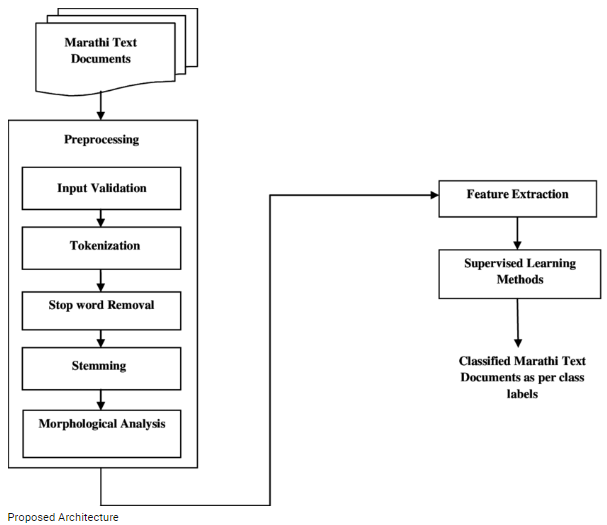 Marathi Text
Documents
Preprocessing
Input Validation
Tokenization
Stop word Removal
Stemming
Morphological Analysis
Feature Extraction
Supervised Learning
Methods
Classified Marathi Text
Documents as per class
labels
Proposed Architecture